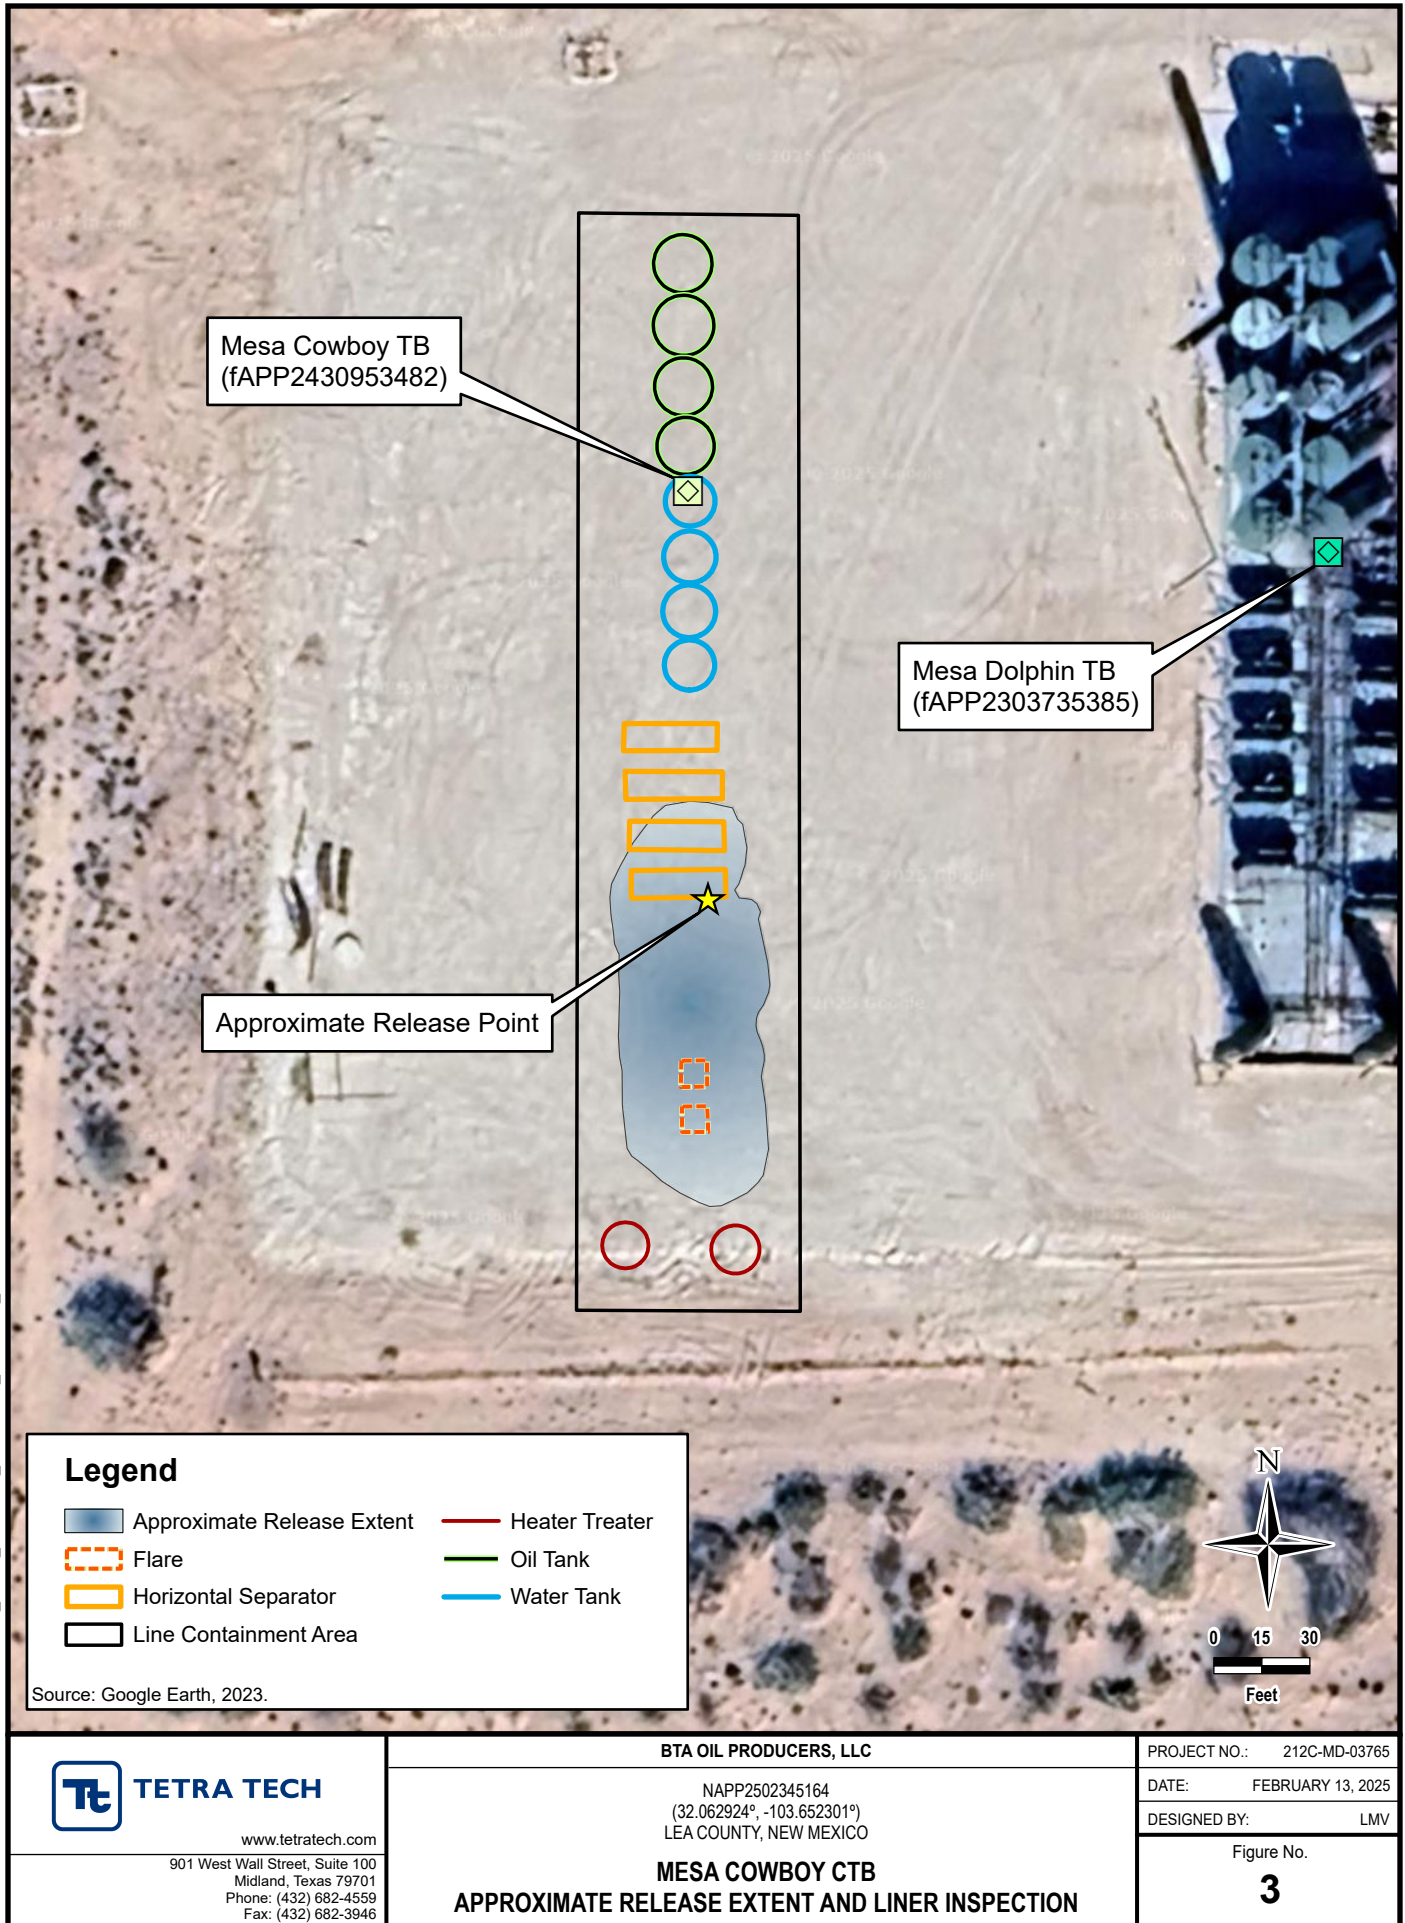 Mesa Cowboy TB
(fAPP2430953482)
Mesa Dolphin TB
(fAPP2303735385)
Approximate Release Point
Legend
Approximate Release Extent
Flare
Horizontal Separator
Line Containment Area
Heater Treater
Oil Tank
Water Tank
Source: Google Earth, 2023.
N
0 15 30
Feet
TETRA TECH
www.tetratech.com
901 West Wall Street, Suite 100
Midland, Texas 79701
Phone: (432) 682-4559
Fax: (432) 682-3946
BTA OIL PRODUCERS, LLC
NAPP2502345164
(32.062924º, -103.652301º)
LEA COUNTY, NEW MEXICO
MESA COWBOY CTB
APPROXIMATE RELEASE EXTENT AND LINER INSPECTION
PROJECT NO.: 212C-MD-03765
DATE: FEBRUARY 13, 2025
DESIGNED BY: LMV
Figure No.
3